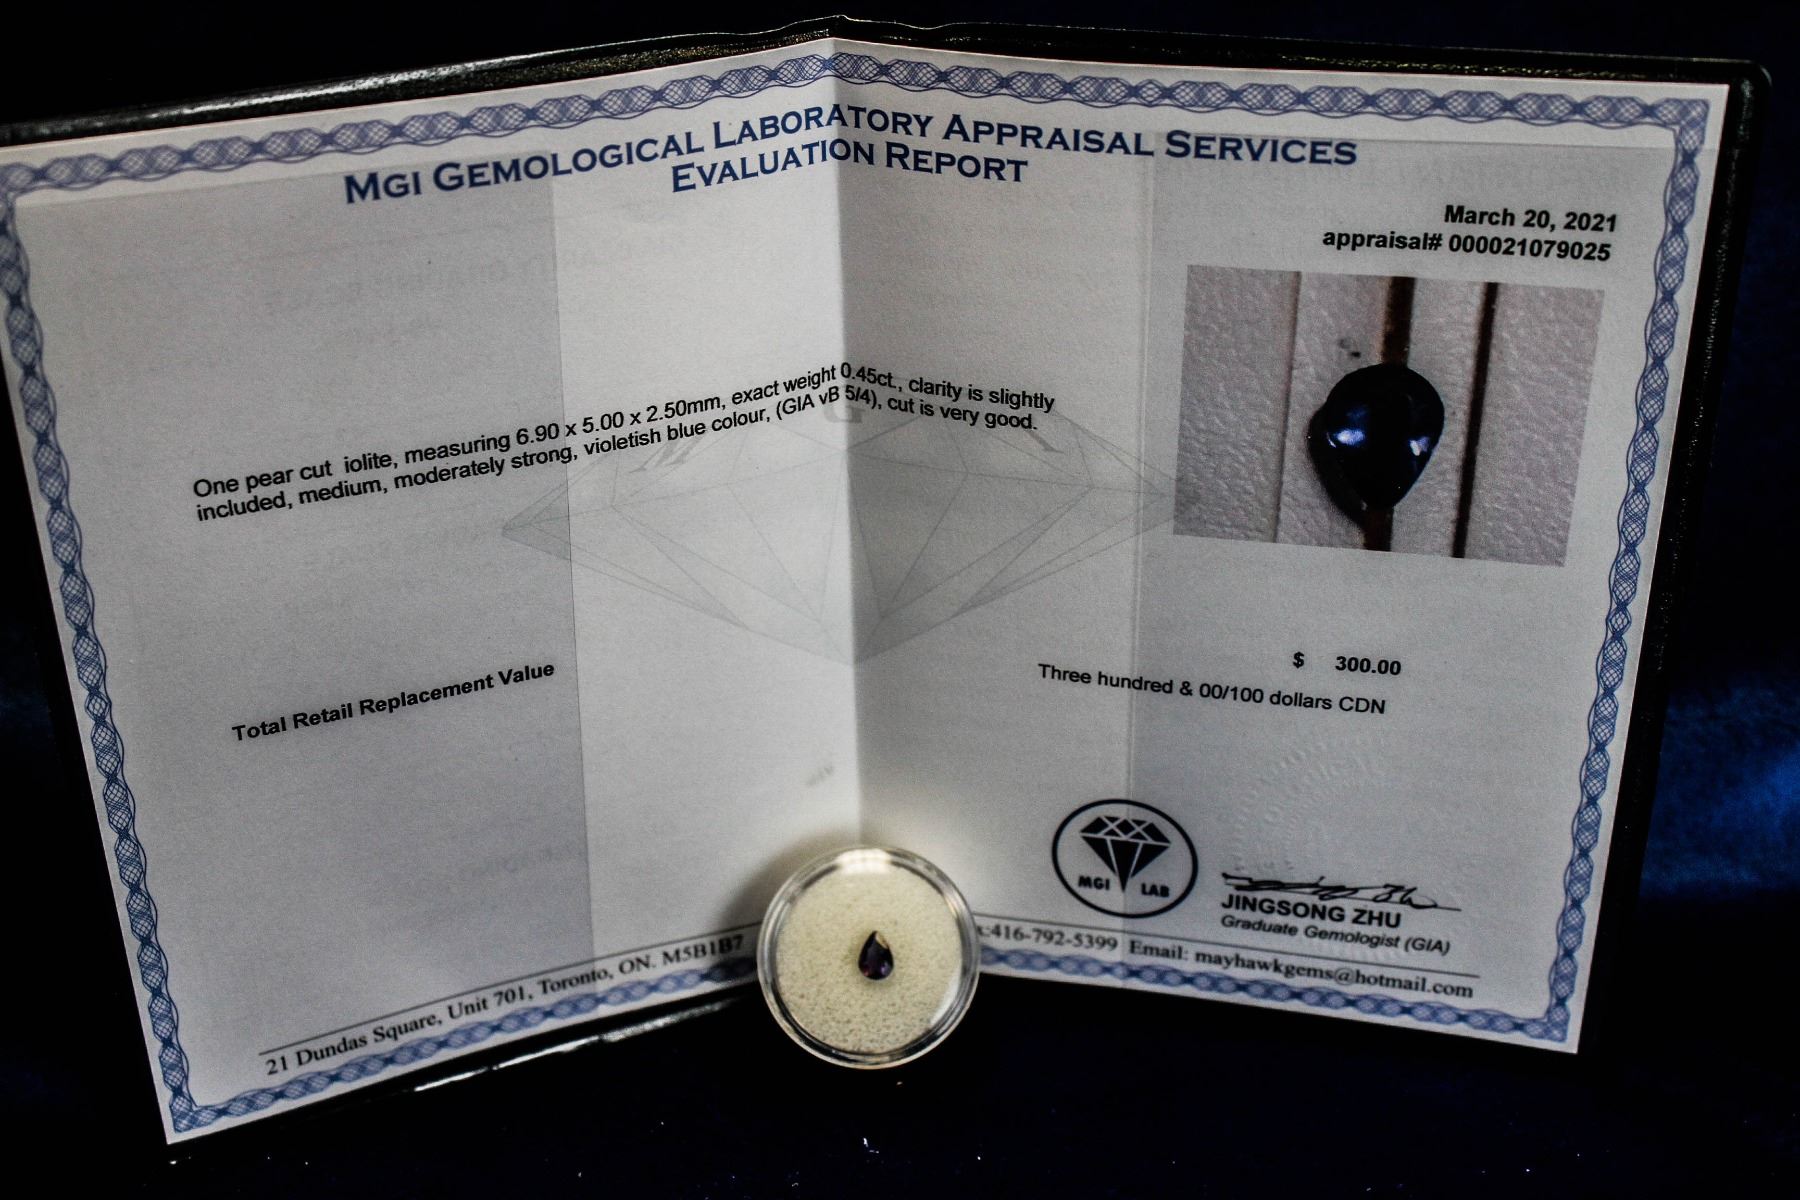 MGI GEMOLOGICAL LABORATORY APPRAISAL SERVICES
EVALUATION REPORT
March 20, 2021
appraisal# 000021079025
One pear cut iolite, measuring 6.90 x 5.00 x 2.50mm, exact weight 0.45ct., clarity is slightly
included, medium, moderately strong, violetish blue colour, (GIA vB 5/4), cut is very good.
Total Retail Replacement Value
$ 300.00
Three hundred & 00/100 dollars CDN
MGI LAB
JINGSONG ZHU
Graduate Gemologist (GIA)
21 Dundas Square, Unit 701, Toronto, ON. M5B1B7 :416-792-5399 Email: mayhawkgems@hotmail.com